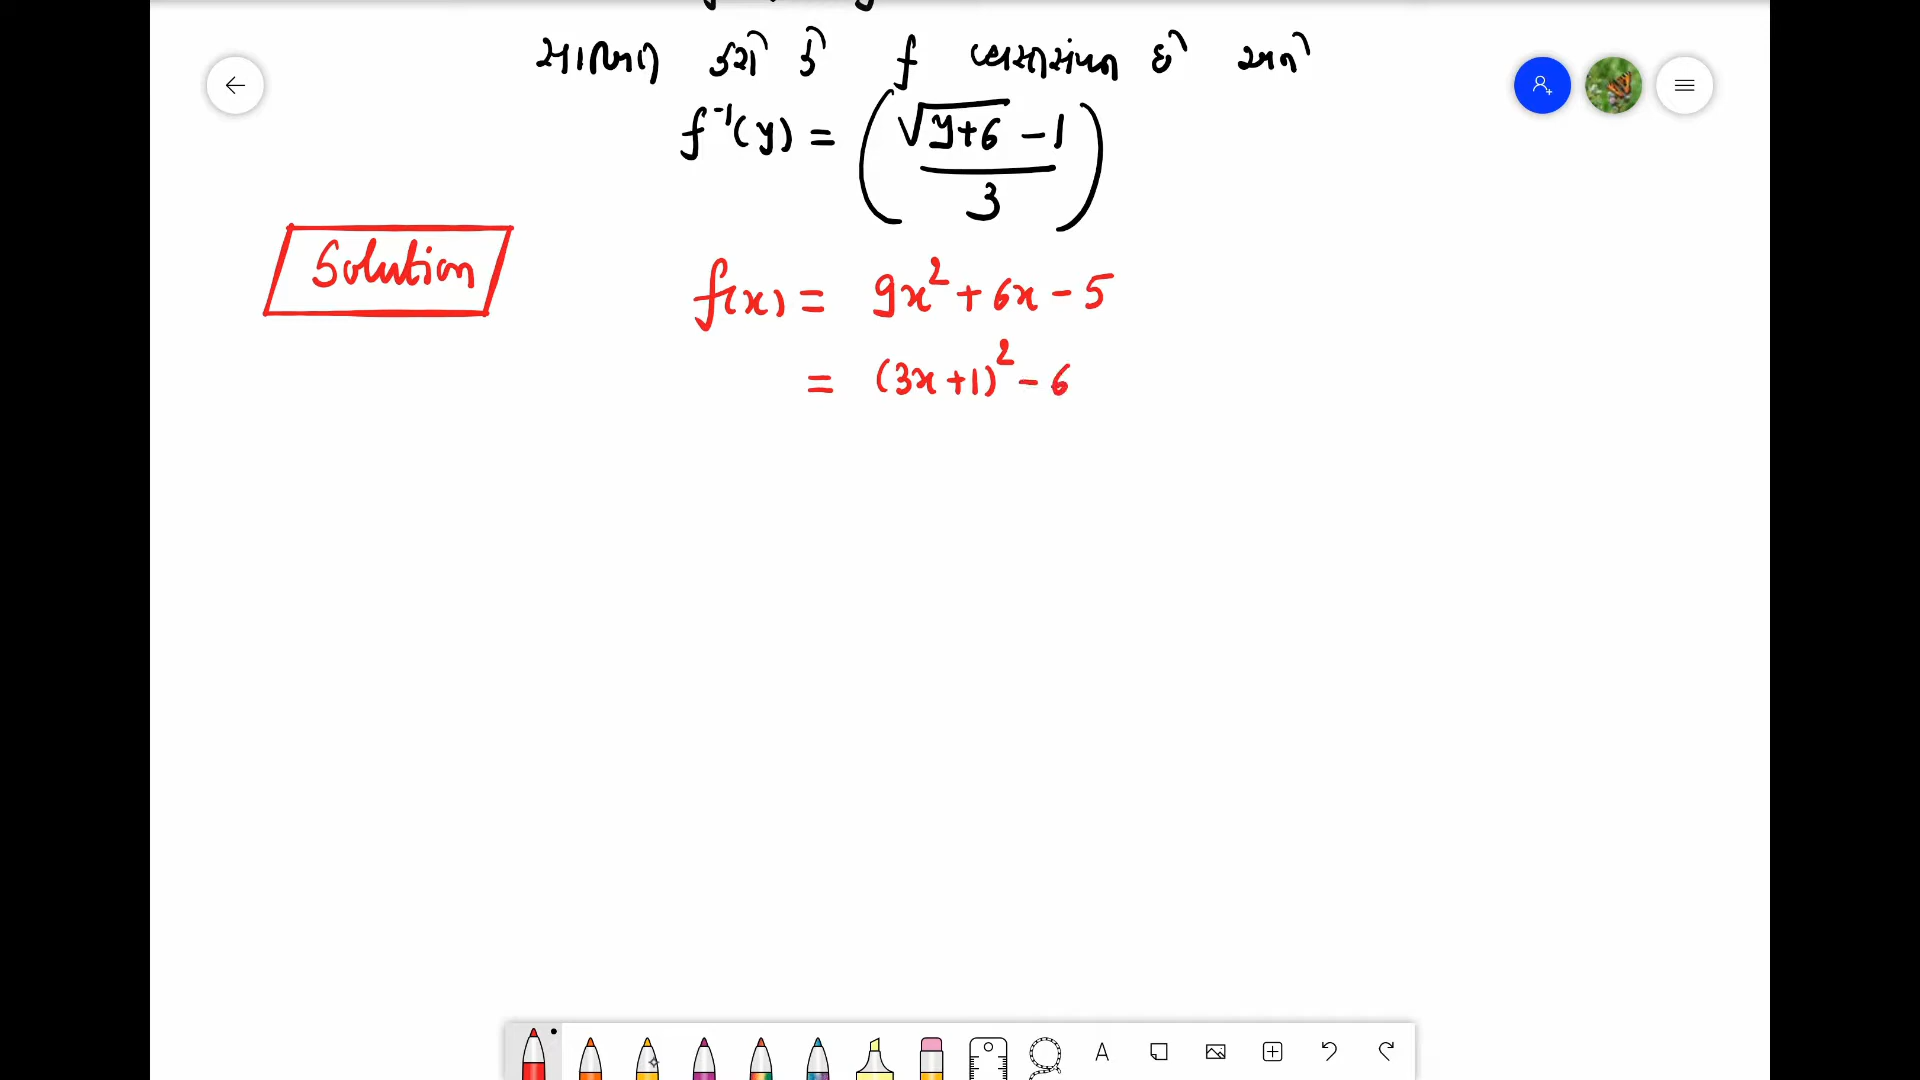 સાબિત કરો કે f વ્યસ્તસંપન્ન છે અને
f⁻¹(y) = ((√(y+6) - 1)/3)
Solution
f(x) = 9x² + 6x - 5
= (3x+1)² - 6
A